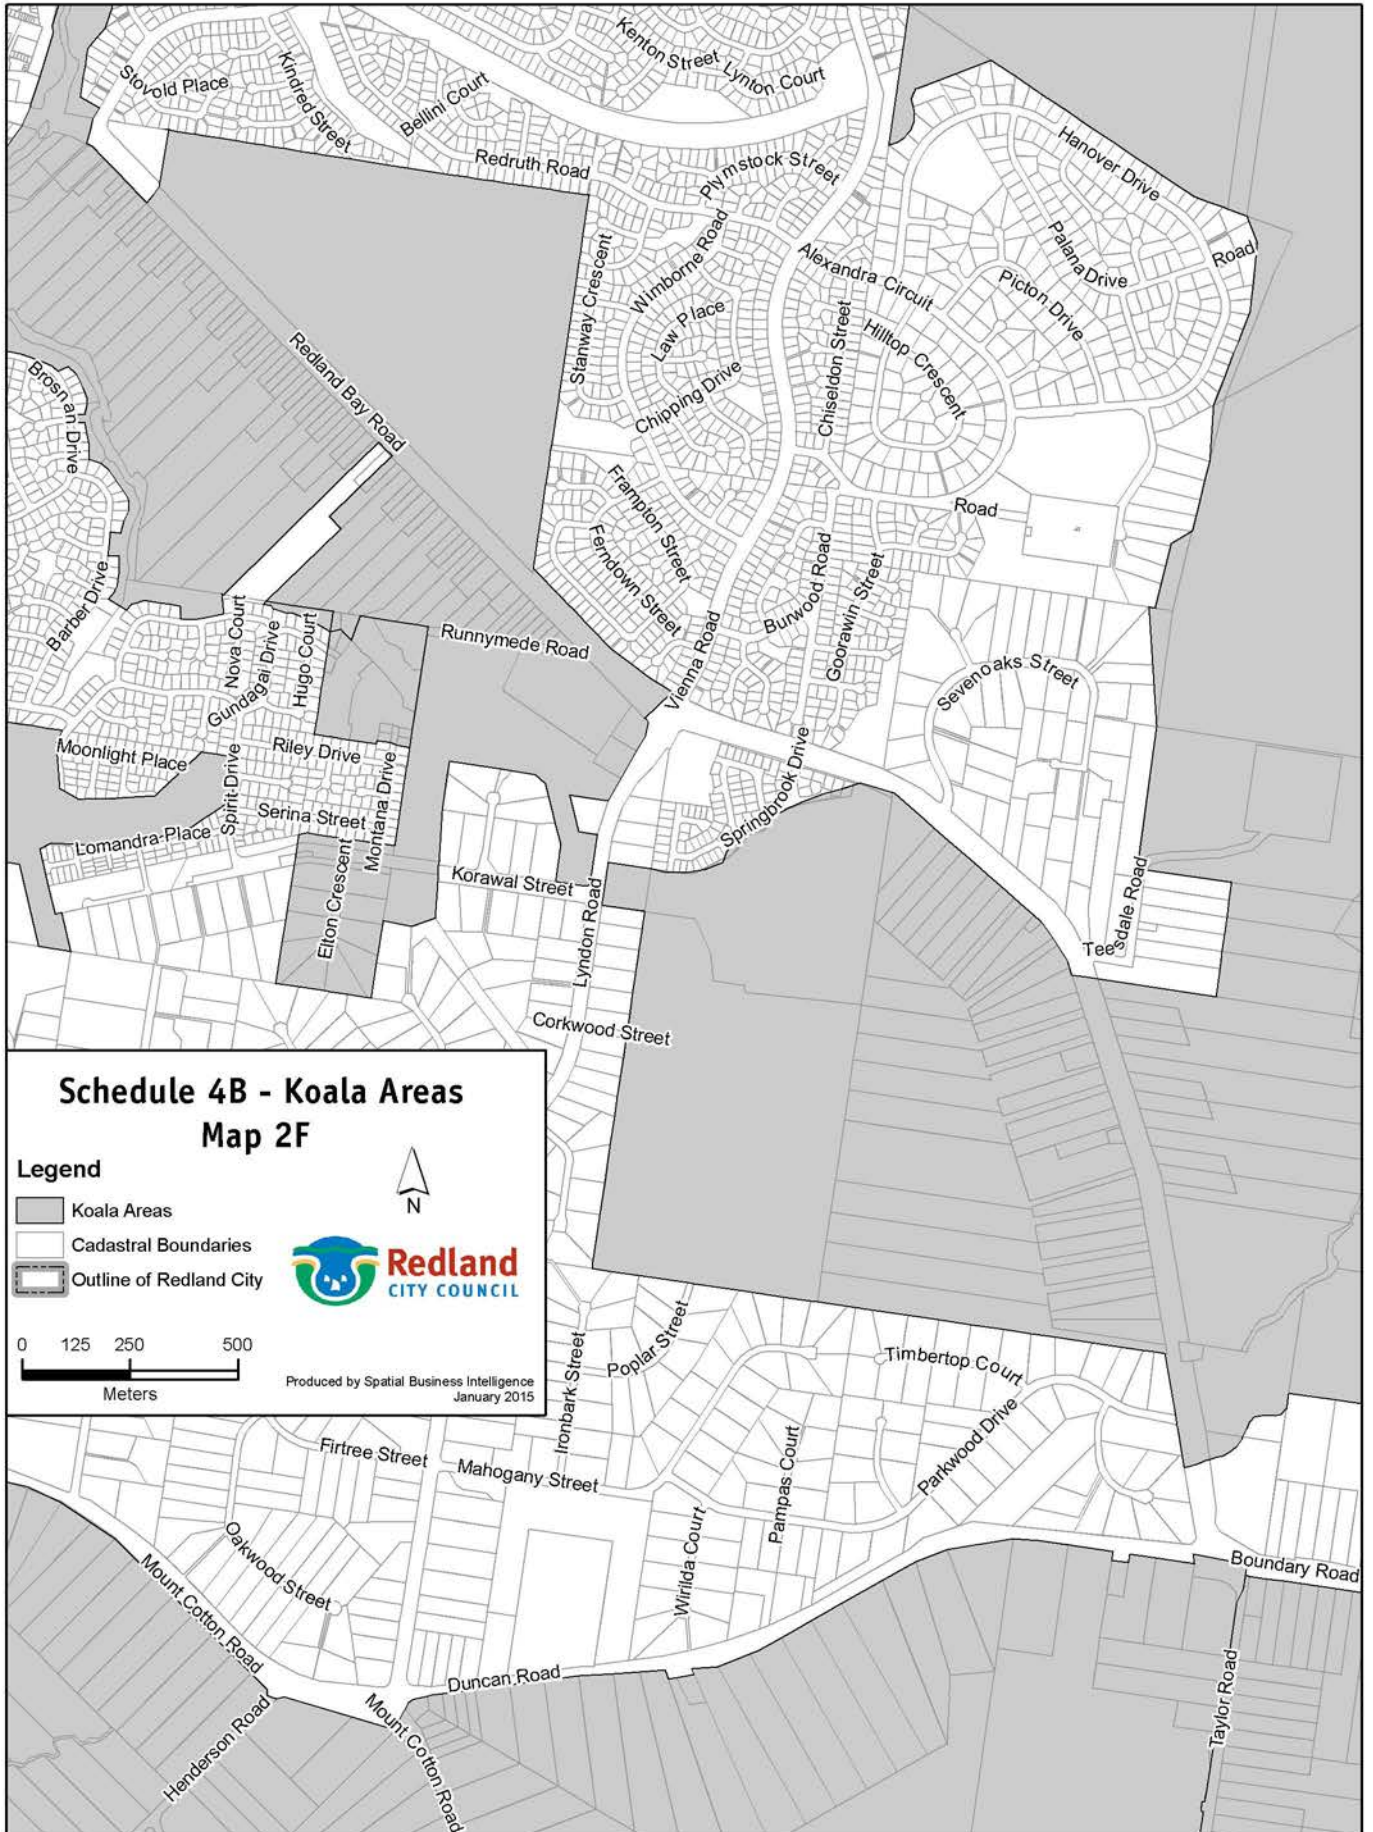 Kenton Street
Lynton Court
Stovold Place
Kindred Street
Bellini Court
Redruth Road
Plymstock Street
Hanover Drive
Wimborne Road
Stanway Crescent
Alexandra Circuit
Palana Drive
Road
Picton Drive
Law Place
Chiseldon Street
Hilltop Crescent
Redland Bay Road
Brosnan Drive
Chipping Drive
Frampton Street
Road
Ferndown Street
Burwood Road
Goorawin Street
Barber Drive
Nova Court
Gundagai Drive
Hugo Court
Runnymede Road
Vienna Road
Sevenoaks Street
Moonlight Place
Riley Drive
Spirit Drive
Montana Drive
Springbrook Drive
Serina Street
Lomandra Place
Elton Crescent
Korawal Street
Lyndon Road
Teesdale Road
Corkwood Street
Schedule 4B - Koala Areas
Map 2F
Legend
Koala Areas
Cadastral Boundaries
Outline of Redland City
N
Redland
CITY COUNCIL
0 125 250 500
Meters
Produced by Spatial Business Intelligence
January 2015
Poplar Street
Ironbark Street
Timbertop Court
Parkwood Drive
Pampas Court
Firtree Street
Mahogany Street
Wirilda Court
Oakwood Street
Mount Cotton Road
Boundary Road
Duncan Road
Taylor Road
Henderson Road
Mount Cotton Road